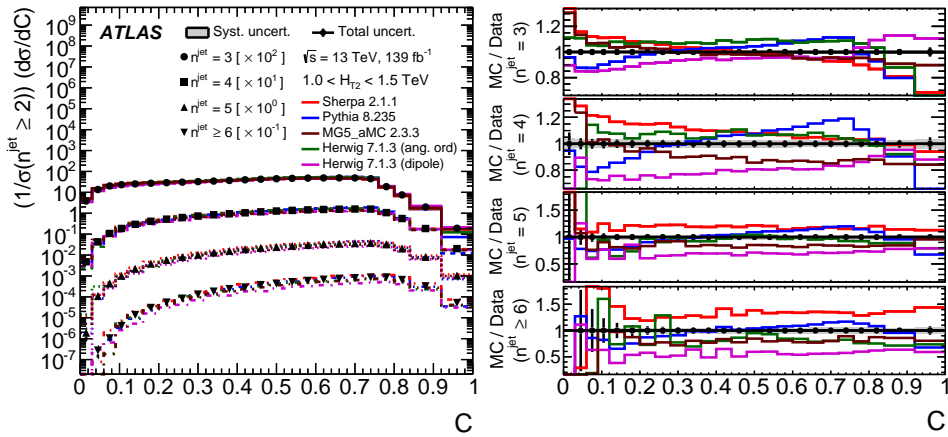 ATLAS
Syst. uncert.
Total uncert.
n^jet = 3 [ × 10^2 ]
n^jet = 4 [ × 10^1 ]
n^jet = 5 [ × 10^0 ]
n^jet ≥ 6 [ × 10^-1 ]
√s = 13 TeV, 139 fb^-1
1.0 < H_T2 < 1.5 TeV
Sherpa 2.1.1
Pythia 8.235
MG5_aMC 2.3.3
Herwig 7.1.3 (ang. ord)
Herwig 7.1.3 (dipole)
(1/σ(n^jet ≥ 2)) (dσ/dC)
10^9
10^8
10^7
10^6
10^5
10^4
10^3
10^2
10
1
10^-1
10^-2
10^-3
10^-4
10^-5
10^-6
10^-7
0 0.1 0.2 0.3 0.4 0.5 0.6 0.7 0.8 0.9 1
C
MC / Data
(n^jet = 3)
1.2
1
0.8
MC / Data
(n^jet = 4)
1.2
1
0.8
MC / Data
(n^jet = 5)
1.5
1
0.5
MC / Data
(n^jet ≥ 6)
1.5
1
0.5
0 0.1 0.2 0.3 0.4 0.5 0.6 0.7 0.8 0.9 1
C